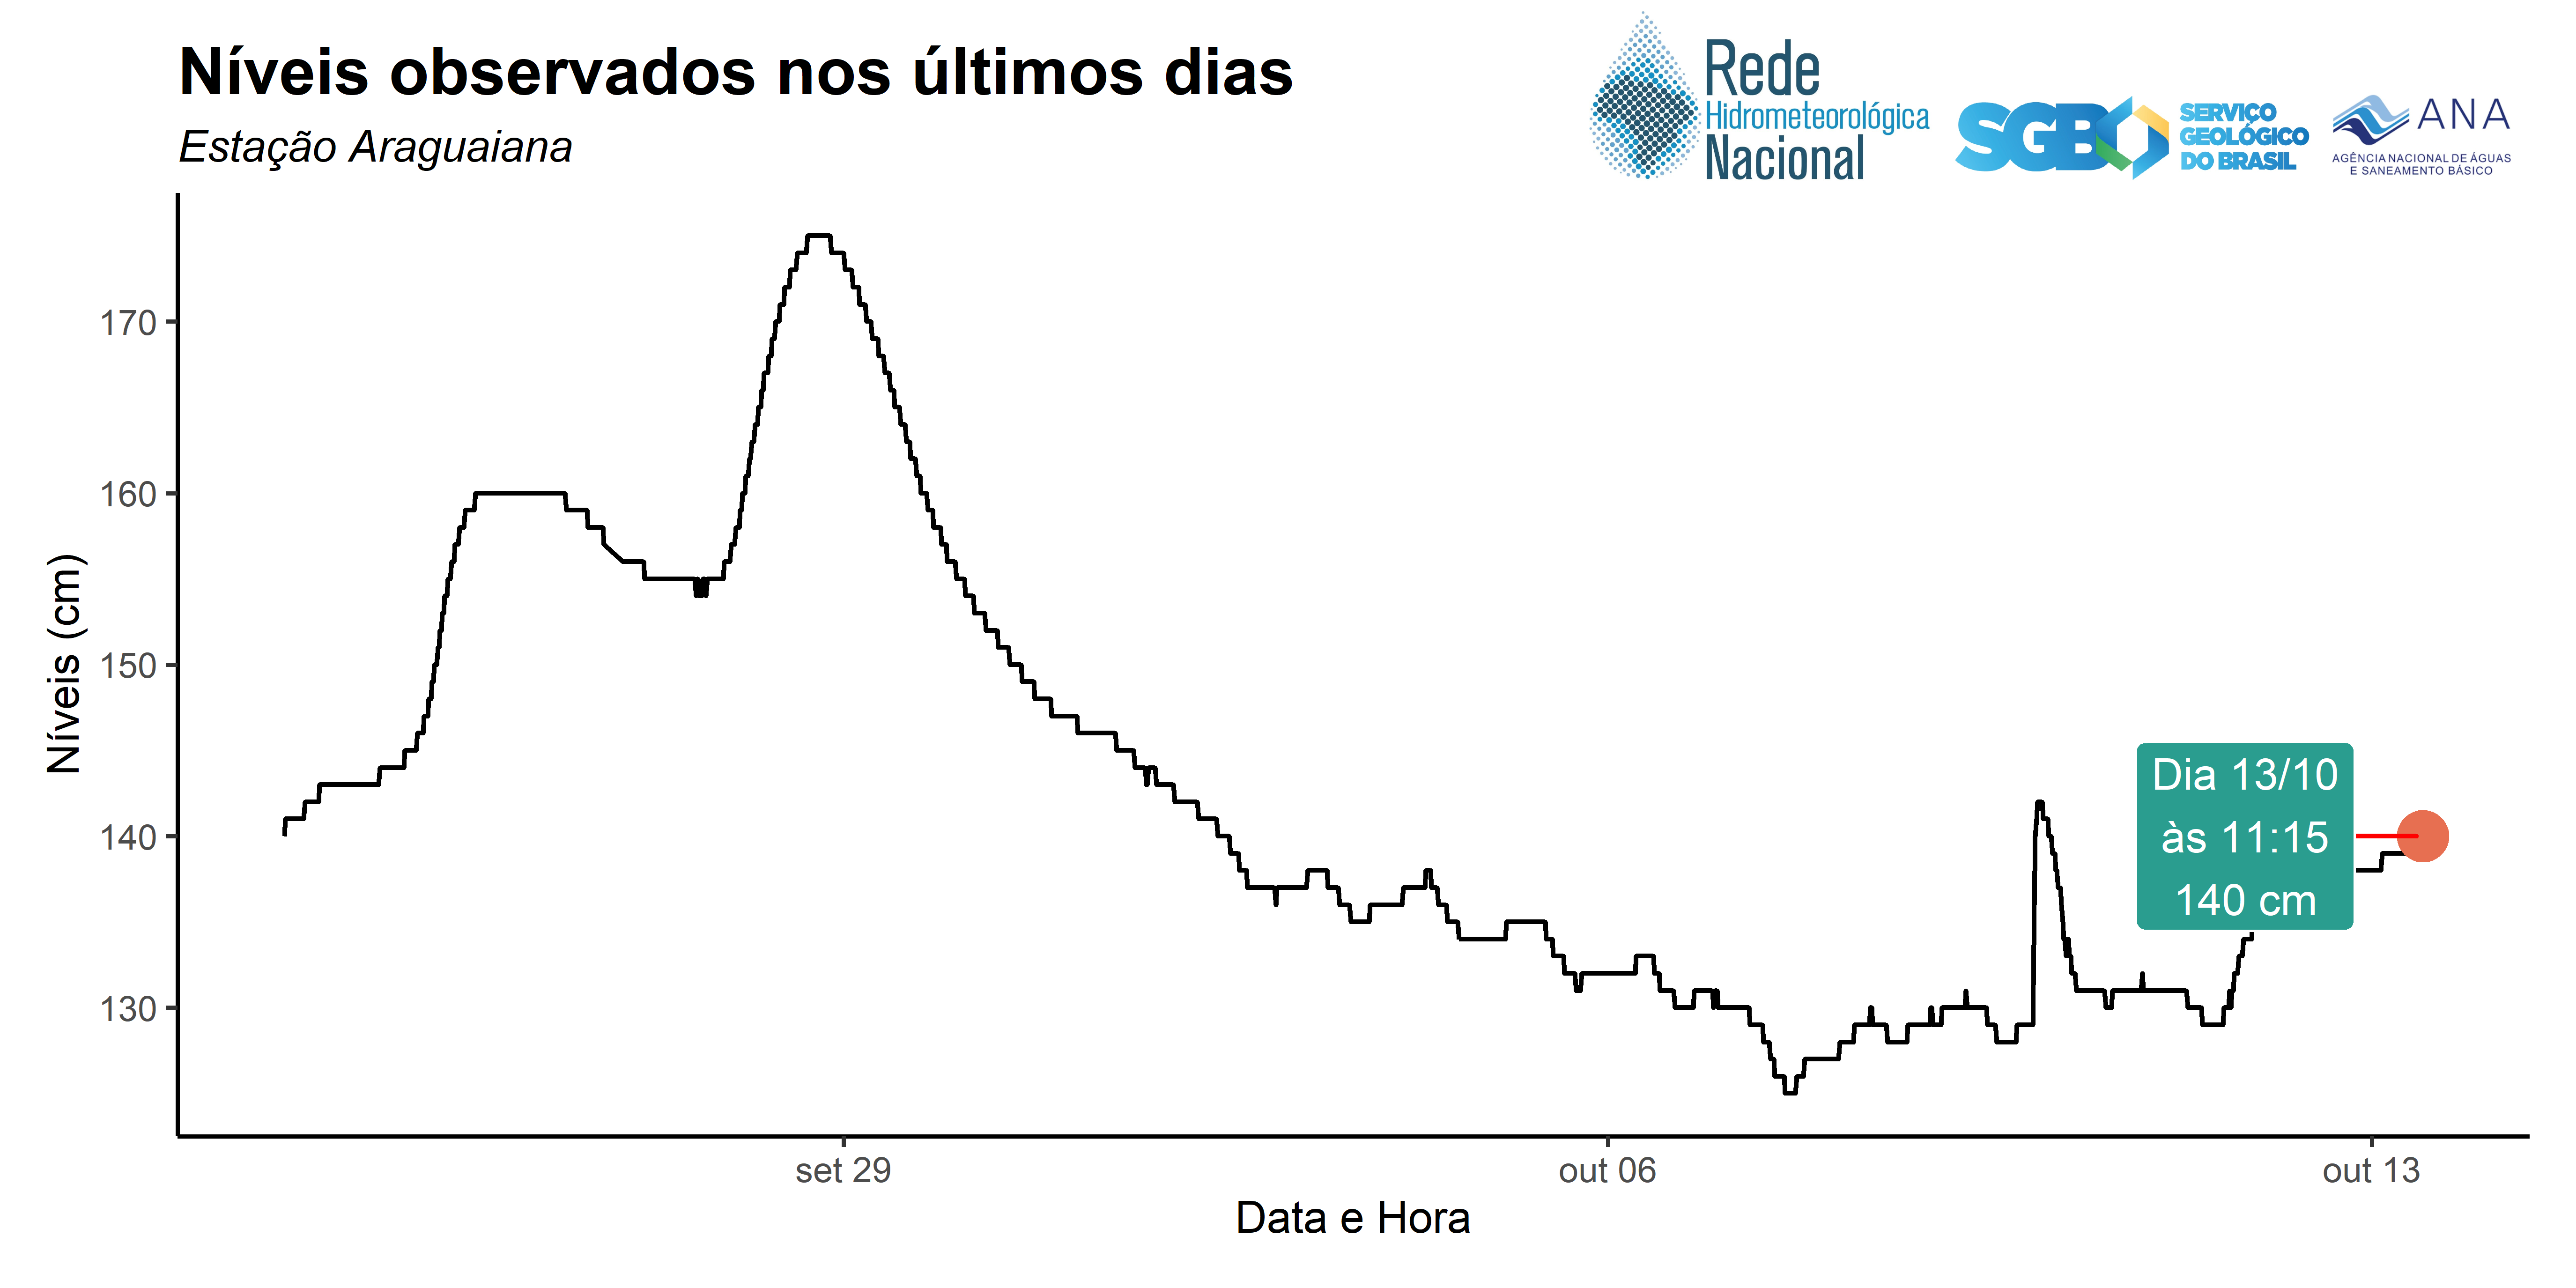 Níveis observados nos últimos dias
Estação Araguaiana
Rede
Hidrometeorológica
Nacional
SGB
SERVIÇO
GEOLÓGICO
DO BRASIL
ANA
AGÊNCIA NACIONAL DE ÁGUAS
E SANEAMENTO BÁSICO
Níveis (cm)
170
160
150
140
130
Dia 13/10
às 11:15
140 cm
set 29
out 06
out 13
Data e Hora